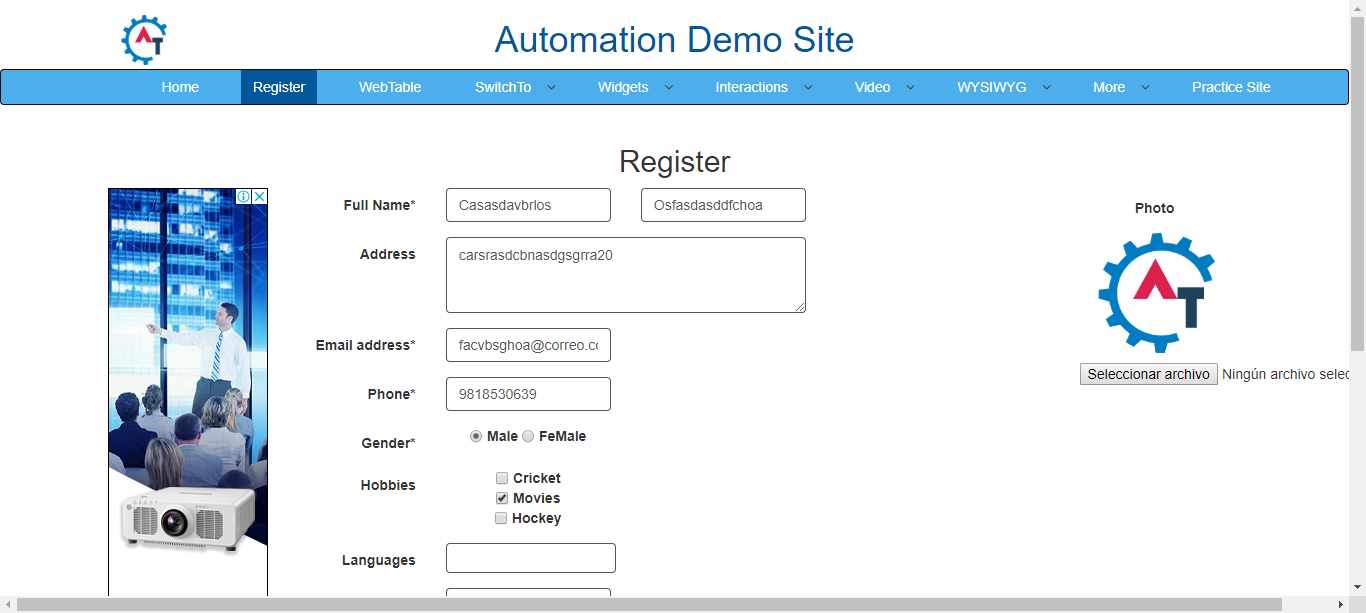 Automation Demo Site
Home Register WebTable SwitchTo Widgets Interactions Video WYSIWYG More Practice Site
Register
Full Name* Casasdavbrlos Osfasdasddfchoa
Photo
Address carsrasdcbnasdgsgrra20
AT
Email address* facvbsghoa@correo.cc
Seleccionar archivo Ningún archivo selec
Phone* 9818530639
Gender* Male FeMale
Hobbies
Cricket
Movies
Hockey
Languages